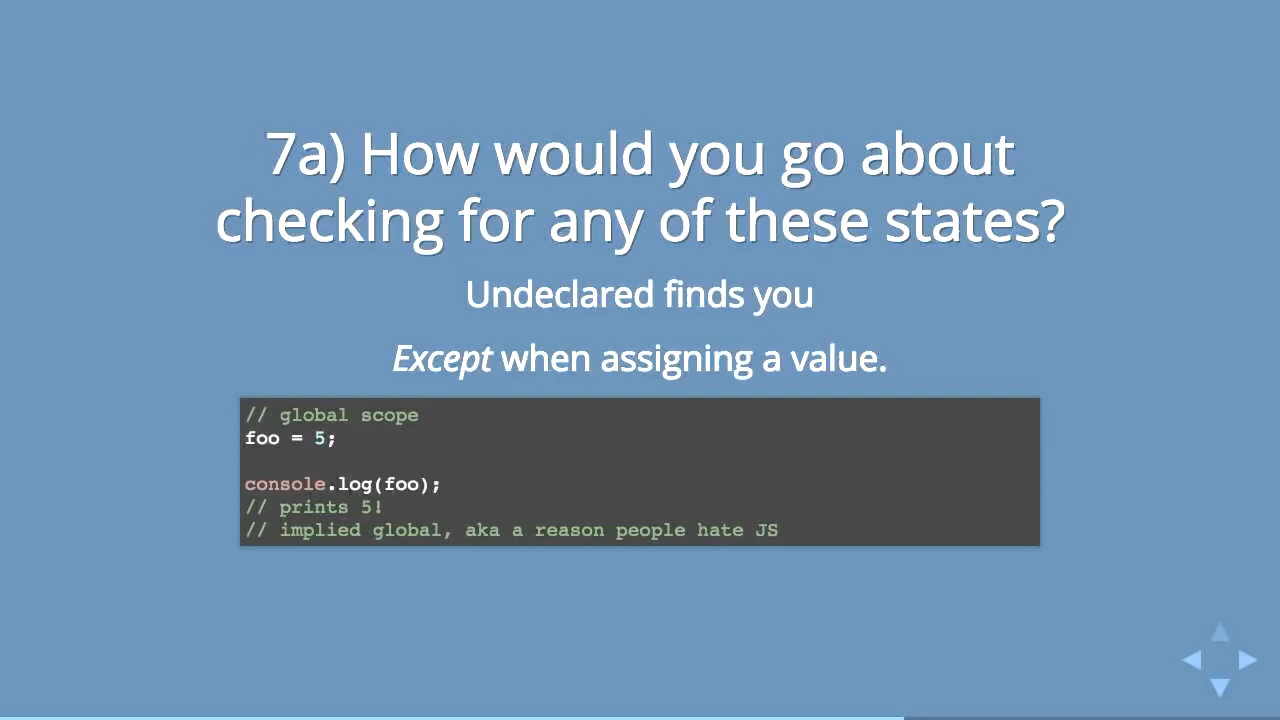 7a) How would you go about
checking for any of these states?
Undeclared finds you
Except when assigning a value.
// global scope
foo = 5;
console.log(foo);
// prints 5!
// implied global, aka a reason people hate JS